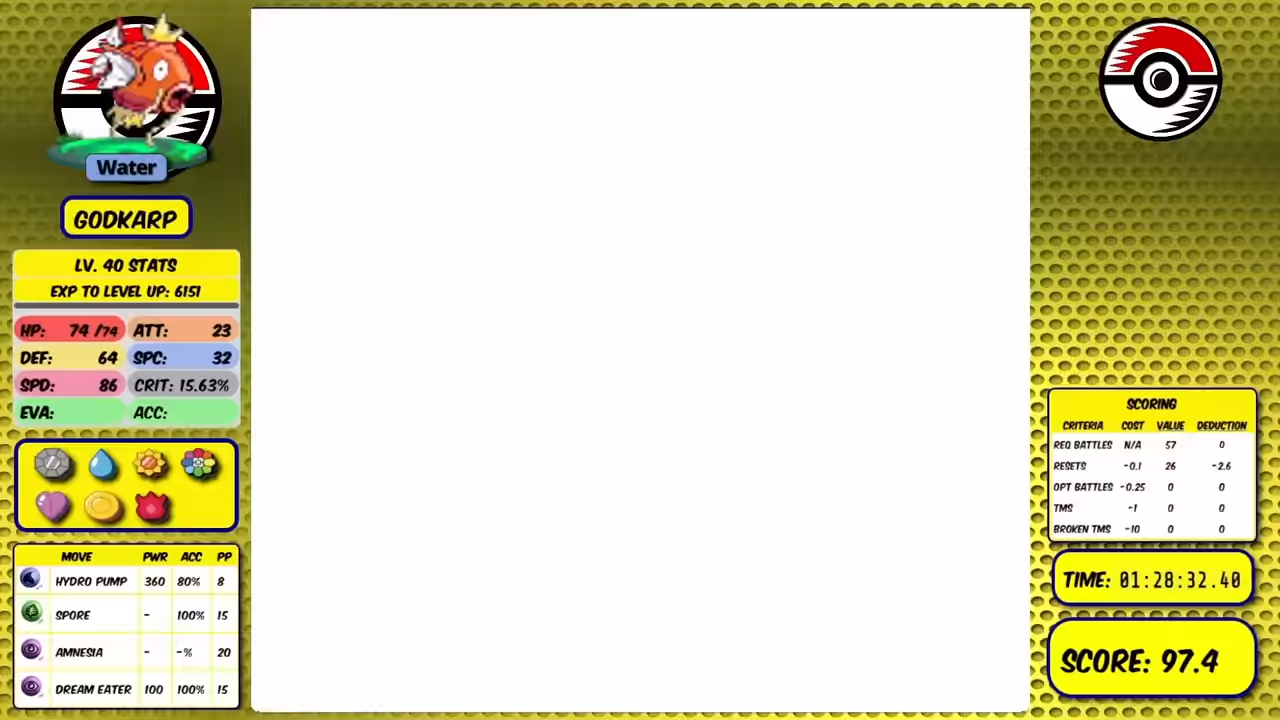 Water
GODKARP
LV. 40 STATS
EXP TO LEVEL UP: 6151
HP: 74 /74 ATT: 23
DEF: 64 SPC: 32
SPD: 86 CRIT: 15.63%
EVA: ACC:
MOVE PWR ACC PP
HYDRO PUMP 360 80% 8
SPORE - 100% 15
AMNESIA - -% 20
DREAM EATER 100 100% 15
SCORING
CRITERIA COST VALUE DEDUCTION
REQ BATTLES N/A 57 0
RESETS -0.1 26 -2.6
OPT BATTLES -0.25 0 0
TMS -1 0 0
BROKEN TMS -10 0 0
TIME: 01:28:32.40
SCORE: 97.4